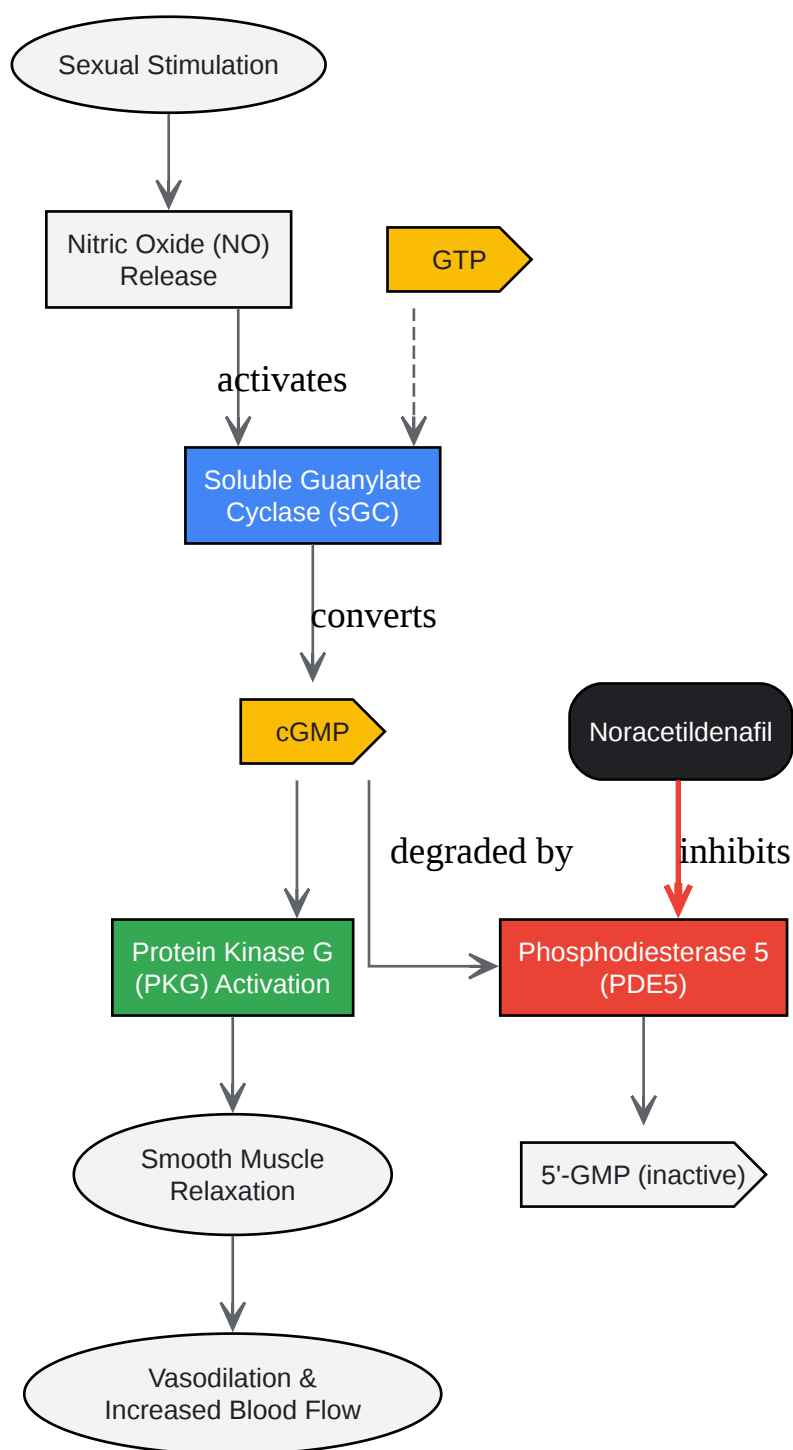 Sexual Stimulation
Nitric Oxide (NO)
Release
GTP
activates
Soluble Guanylate
Cyclase (sGC)
converts
cGMP
Noracetildenafil
degraded by
inhibits
Protein Kinase G
(PKG) Activation
Phosphodiesterase 5
(PDE5)
Smooth Muscle
Relaxation
5'-GMP (inactive)
Vasodilation &
Increased Blood Flow